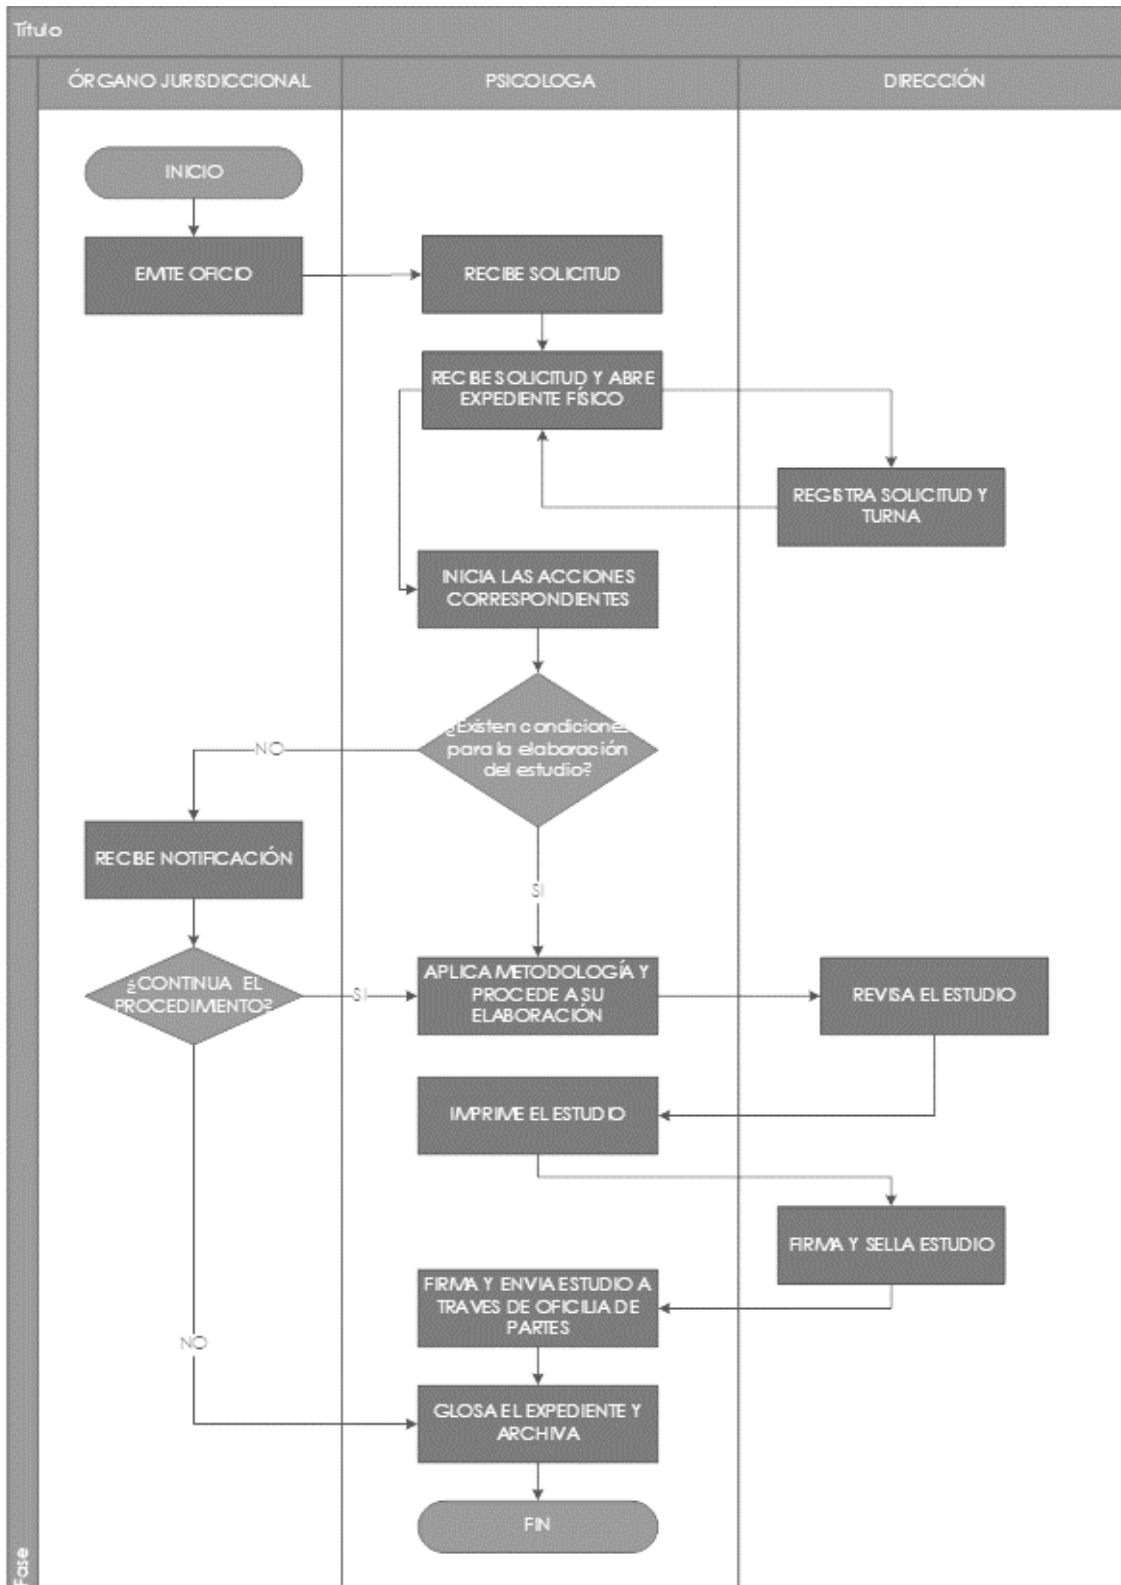 Título
ÓRGANO JURISDICCIONAL
PSICOLOGA
DIRECCIÓN
INICIO
EMITE OFICIO
RECIBE SOLICITUD
RECIBE SOLICITUD Y ABRE
EXPEDIENTE FÍSICO
REGISTRA SOLICITUD Y
TURNA
INICIA LAS ACCIONES
CORRESPONDIENTES
¿Existen condiciones
para la elaboración
del estudio?
NO
RECIBE NOTIFICACIÓN
SI
¿CONTINUA EL
PROCEDIMIENTO?
SI
APLICA METODOLOGÍA Y
PROCEDE A SU
ELABORACIÓN
REVISA EL ESTUDIO
IMPRIME EL ESTUDIO
FIRMA Y SELLA ESTUDIO
FIRMA Y ENVIA ESTUDIO A
TRAVES DE OFICILIA DE
PARTES
NO
GLOSA EL EXPEDIENTE Y
ARCHIVA
FIN
Fase